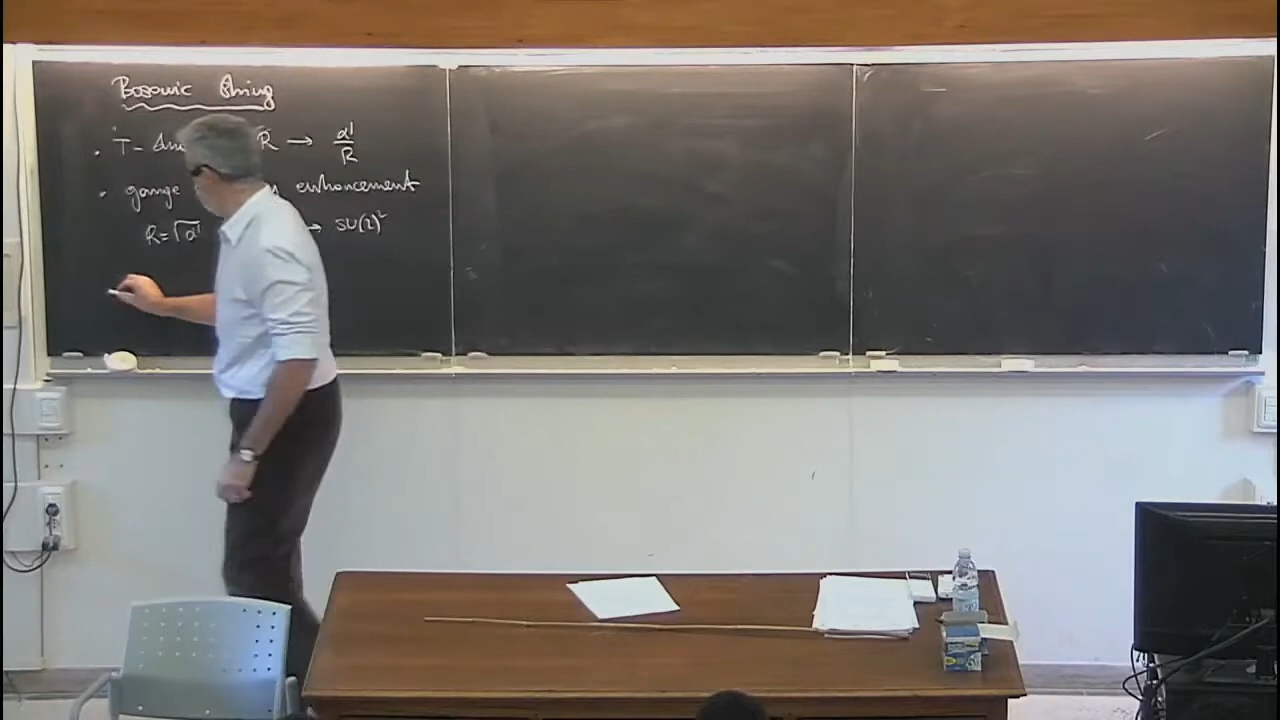 Bosonic String
. T- R → α'/R
. gauge enhancement
R=√α' → SU(2)²